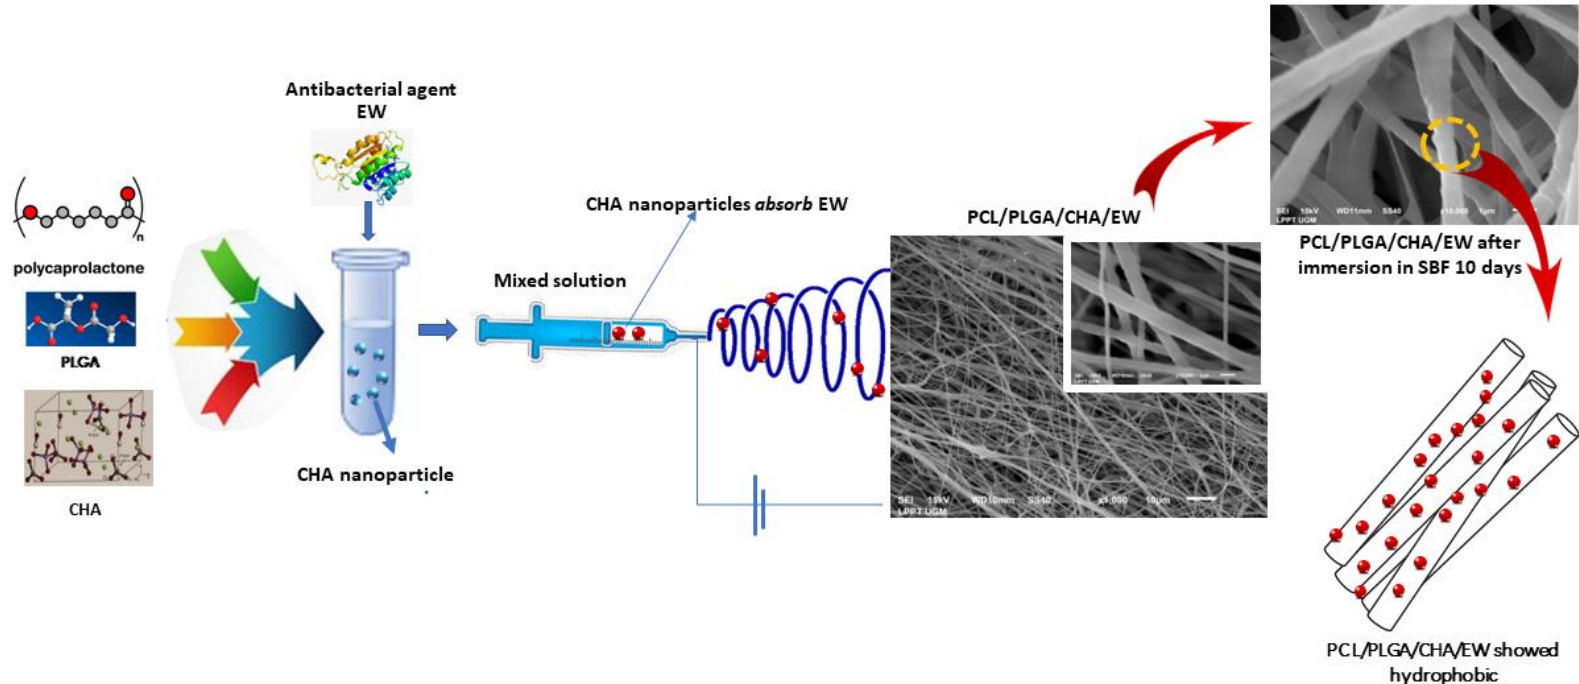 Antibacterial agent
EW
n
polycaprolactone
PLGA
CHA
CHA nanoparticle
Mixed solution
CHA nanoparticles absorb EW
PCL/PLGA/CHA/EW
SEI 15kV WD10mm SS40 x1,000 10µm
LPPT UGM
LPPT UGM
SEI 15kV WD11mm SS40 x10,000 1µm
LPPT UGM
PCL/PLGA/CHA/EW after
immersion in SBF 10 days
PCL/PLGA/CHA/EW showed
hydrophobic